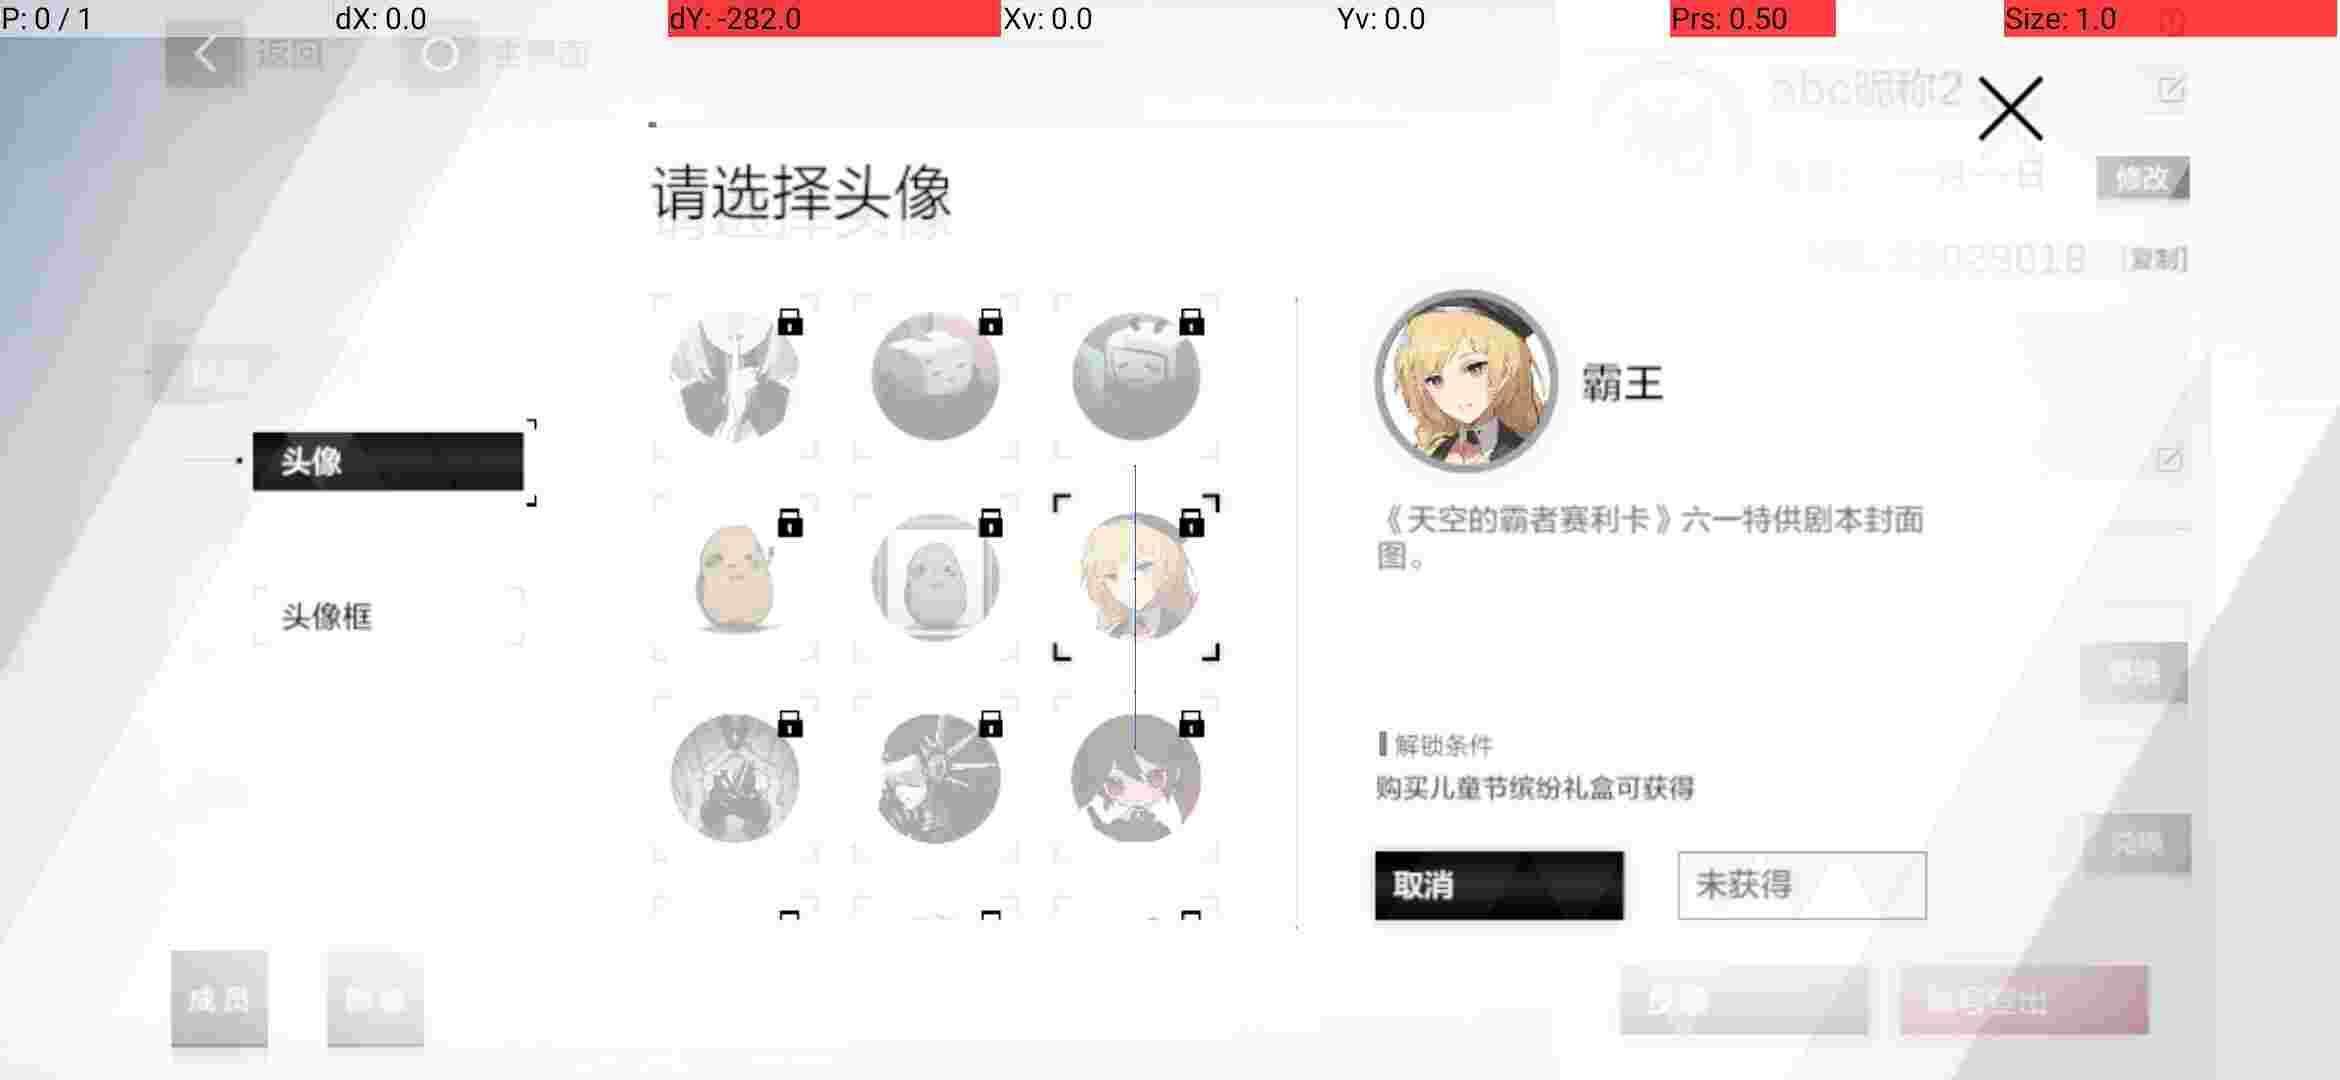 P: 0 / 1
dX: 0.0
dY: -282.0
Xv: 0.0
Yv: 0.0
Prs: 0.50
Size: 1.0
返回
主界面
abc昵称2
修改
[复制]
请选择头像
头像
头像框
霸王
《天空的霸者赛利卡》六一特供剧本封面
图。
解锁条件
购买儿童节缤纷礼盒可获得
取消
未获得
成员